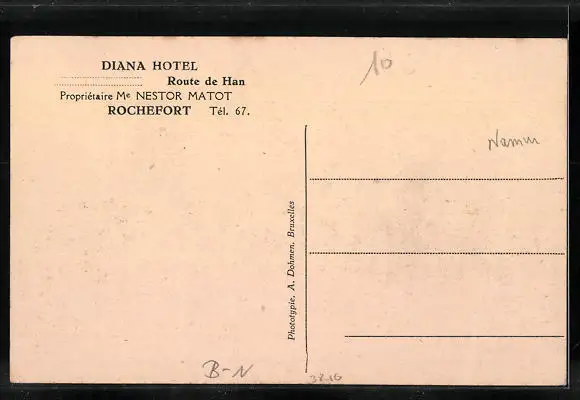 DIANA HOTEL
Route de Han
Propriétaire Me NESTOR MATOT
ROCHEFORT Tél. 67.
10
Namur
Phototypie, A. Dohmen, Bruxelles
B-N